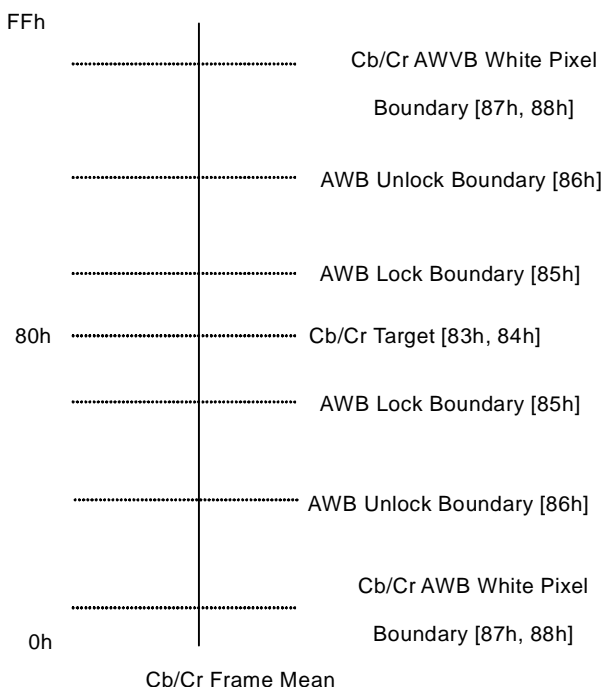 FFh
Cb/Cr AWVB White Pixel
Boundary [87h, 88h]
AWB Unlock Boundary [86h]
AWB Lock Boundary [85h]
80h
Cb/Cr Target [83h, 84h]
AWB Lock Boundary [85h]
AWB Unlock Boundary [86h]
Cb/Cr AWB White Pixel
0h
Boundary [87h, 88h]
Cb/Cr Frame Mean